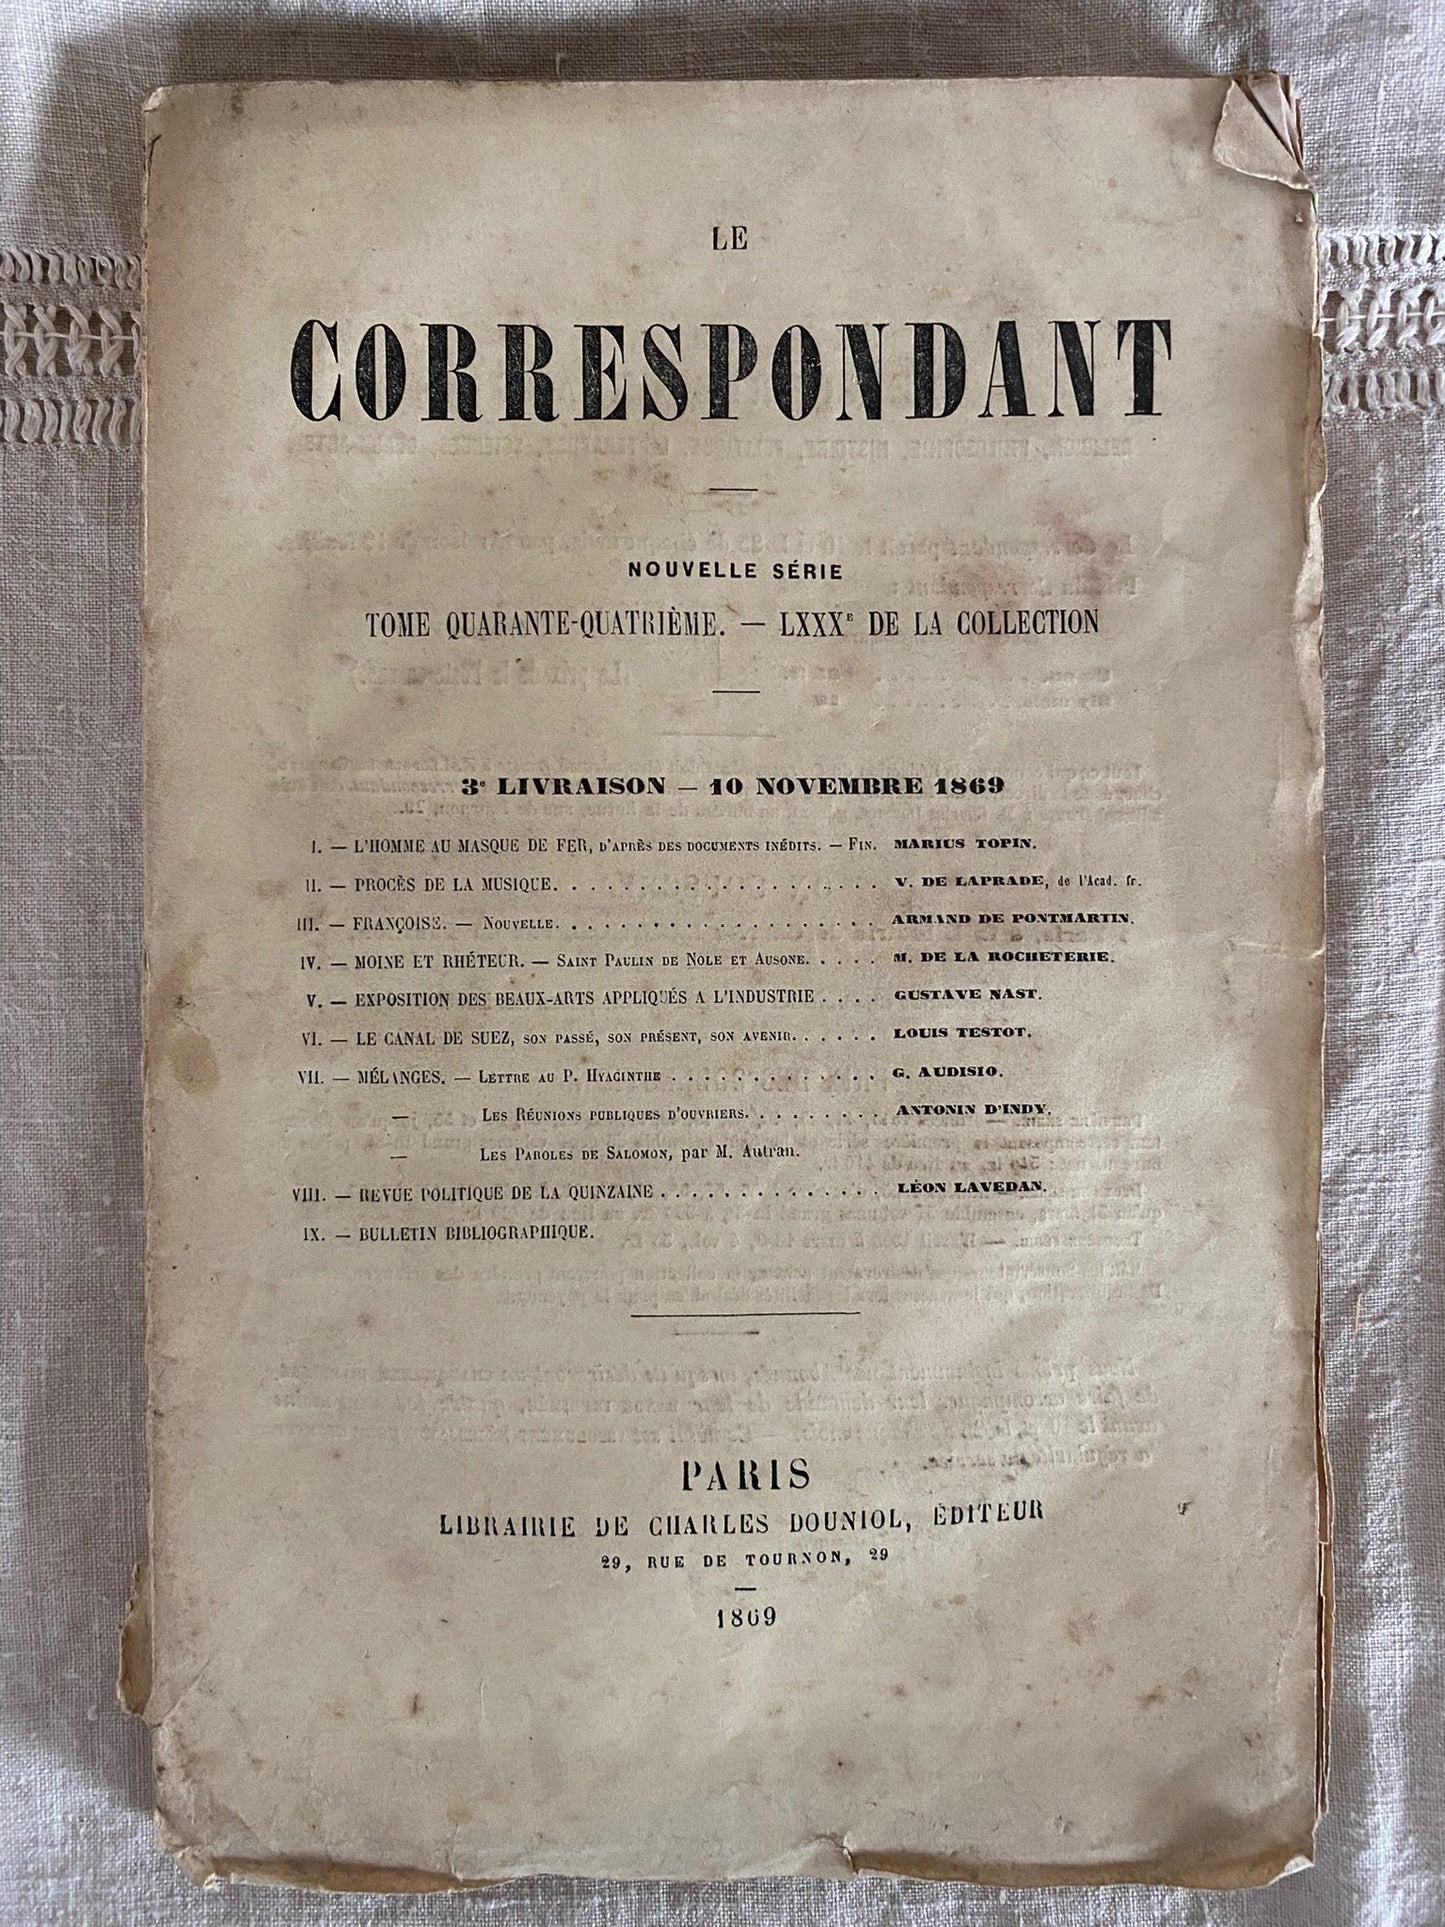 LE
CORRESPONDANT
NOUVELLE SÉRIE
TOME QUARANTE-QUATRIÈME. — LXXXᴱ DE LA COLLECTION
3ᵉ LIVRAISON — 10 NOVEMBRE 1869
I. — L'HOMME AU MASQUE DE FER, D'APRÈS DES DOCUMENTS INÉDITS. — FIN. MARIUS TOPIN.
II. — PROCÈS DE LA MUSIQUE. . . . . . . . . . . . . . . . . . . V. DE LAPRADE, de l'Acad. fr.
III. — FRANÇOISE. — NOUVELLE. . . . . . . . . . . . . . . . . . . ARMAND DE PONTMARTIN.
IV. — MOINE ET RHÉTEUR. — SAINT PAULIN DE NOLE ET AUSONE. . . . . M. DE LA ROCHETERIE.
V. — EXPOSITION DES BEAUX-ARTS APPLIQUÉS A L'INDUSTRIE . . . . GUSTAVE NAST.
VI. — LE CANAL DE SUEZ, SON PASSÉ, SON PRÉSENT, SON AVENIR. . . . . . LOUIS TESTOT.
VII. — MÉLANGES. — LETTRE AU P. HYACINTHE . . . . . . . . . . . . G. AUDISIO.
— LES RÉUNIONS PUBLIQUES D'OUVRIERS. . . . . . . . . ANTONIN D'INDY.
— LES PAROLES DE SALOMON, par M. Autran.
VIII. — REVUE POLITIQUE DE LA QUINZAINE . . . . . . . . . . . . . LÉON LAVEDAN.
IX. — BULLETIN BIBLIOGRAPHIQUE.
PARIS
LIBRAIRIE DE CHARLES DOUNIOL, ÉDITEUR
29, RUE DE TOURNON, 29
1869